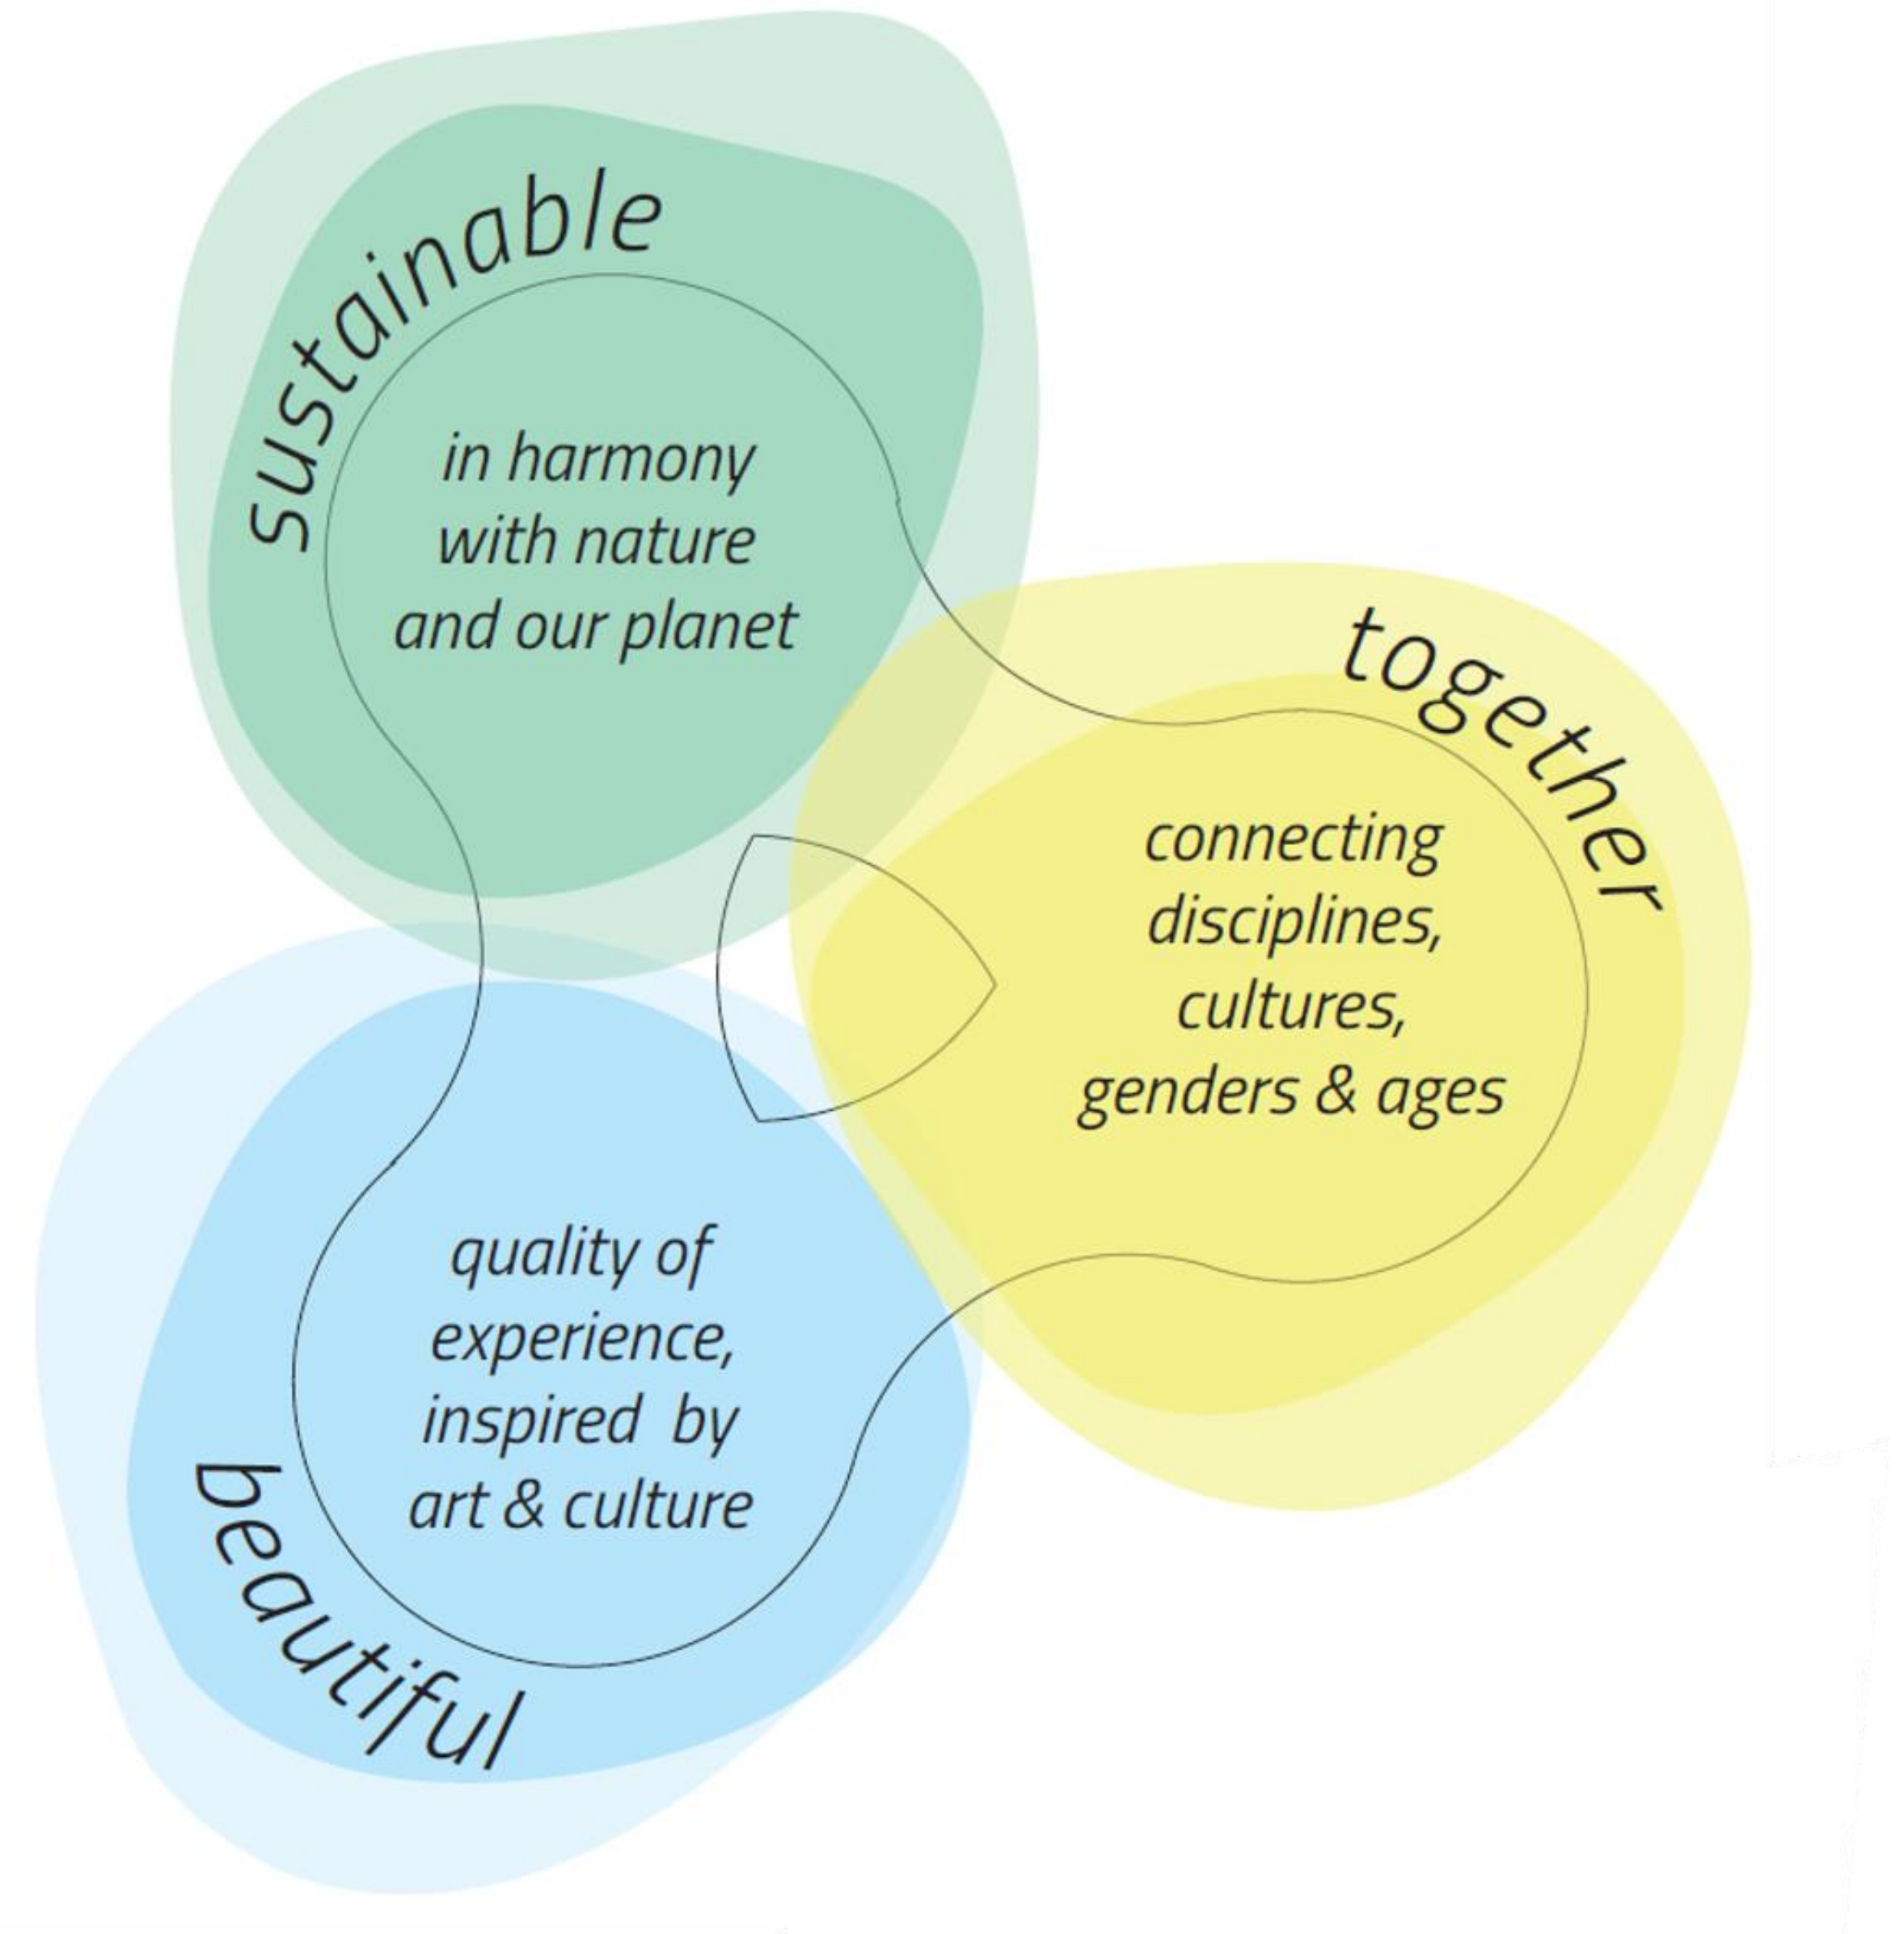 sustainable
in harmony
with nature
and our planet
together
connecting
disciplines,
cultures,
genders & ages
quality of
experience,
inspired by
art & culture
beautiful